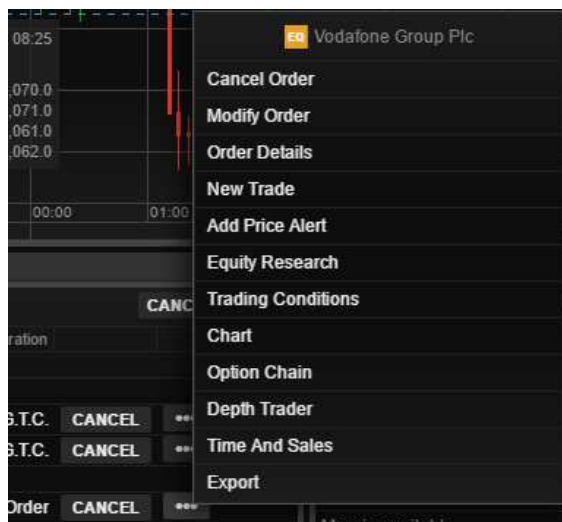 08:25
,070.0
,071.0
,061.0
,062.0
00:00
01:00
EQ Vodafone Group Plc
Cancel Order
Modify Order
Order Details
New Trade
Add Price Alert
Equity Research
Trading Conditions
Chart
Option Chain
Depth Trader
Time And Sales
Export
CANC
ration
G.T.C. CANCEL •••
G.T.C. CANCEL •••
Order CANCEL •••